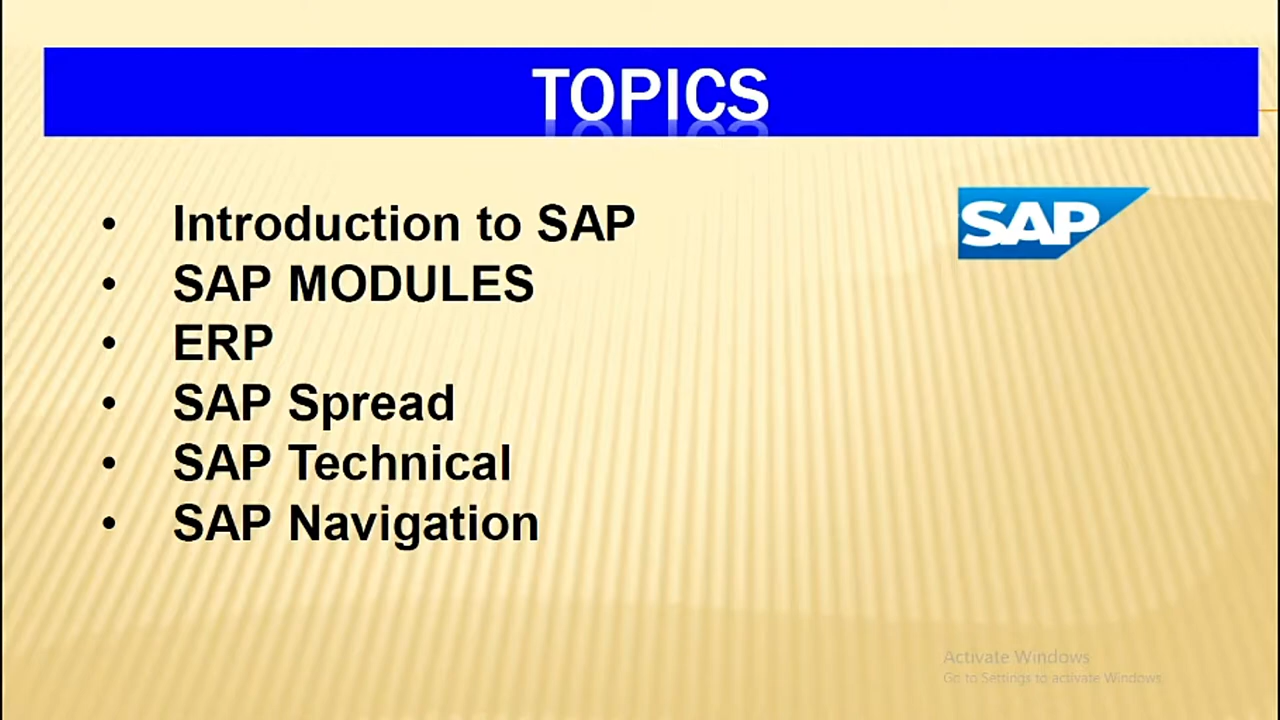 TOPICS
• Introduction to SAP
SAP
• SAP MODULES
• ERP
• SAP Spread
• SAP Technical
• SAP Navigation
Activate Windows
Go to Settings to activate Windows.